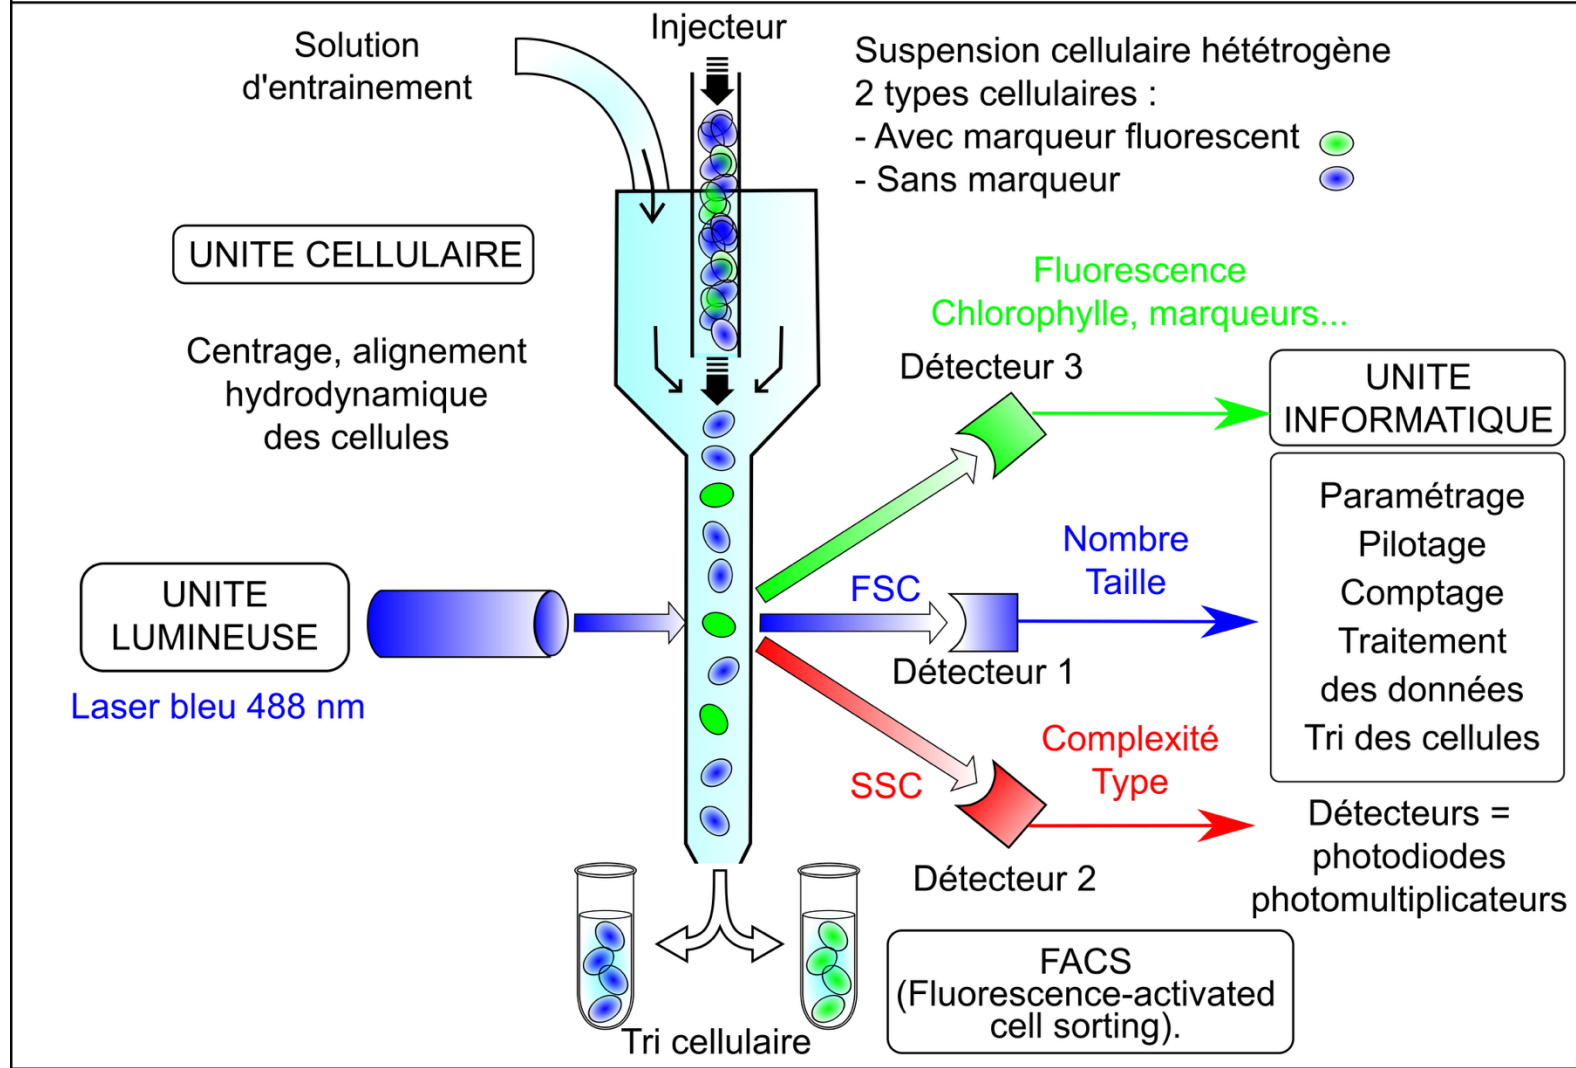 Solution
d'entrainement
Injecteur
Suspension cellulaire hététrogène
2 types cellulaires :
- Avec marqueur fluorescent
- Sans marqueur
UNITE CELLULAIRE
Centrage, alignement
hydrodynamique
des cellules
Fluorescence
Chlorophylle, marqueurs...
Détecteur 3
UNITE
INFORMATIQUE
Paramétrage
Pilotage
Comptage
Traitement
des données
Tri des cellules
UNITE
LUMINEUSE
Laser bleu 488 nm
FSC
Nombre
Taille
Détecteur 1
SSC
Complexité
Type
Détecteur 2
Détecteurs =
photodiodes
photomultiplicateurs
FACS
(Fluorescence-activated
cell sorting).
Tri cellulaire